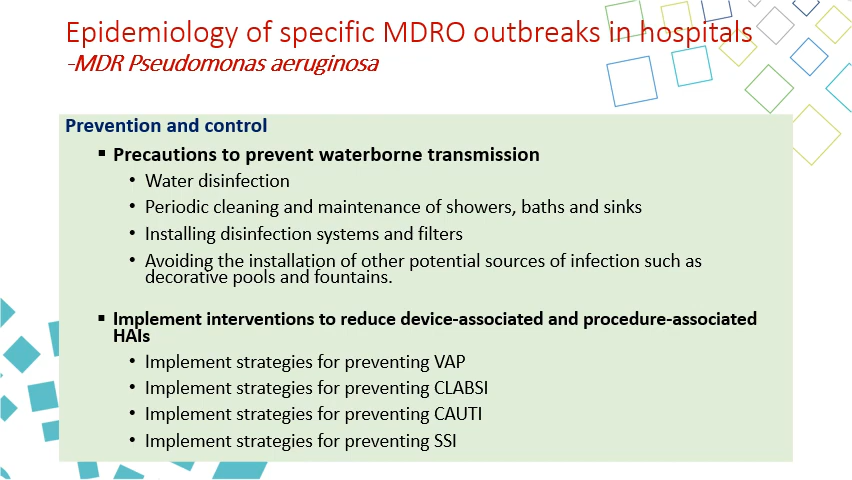 Epidemiology of specific MDRO outbreaks in hospitals
-MDR Pseudomonas aeruginosa
Prevention and control
▪ Precautions to prevent waterborne transmission
• Water disinfection
• Periodic cleaning and maintenance of showers, baths and sinks
• Installing disinfection systems and filters
• Avoiding the installation of other potential sources of infection such as
decorative pools and fountains.
▪ Implement interventions to reduce device-associated and procedure-associated
HAIs
• Implement strategies for preventing VAP
• Implement strategies for preventing CLABSI
• Implement strategies for preventing CAUTI
• Implement strategies for preventing SSI